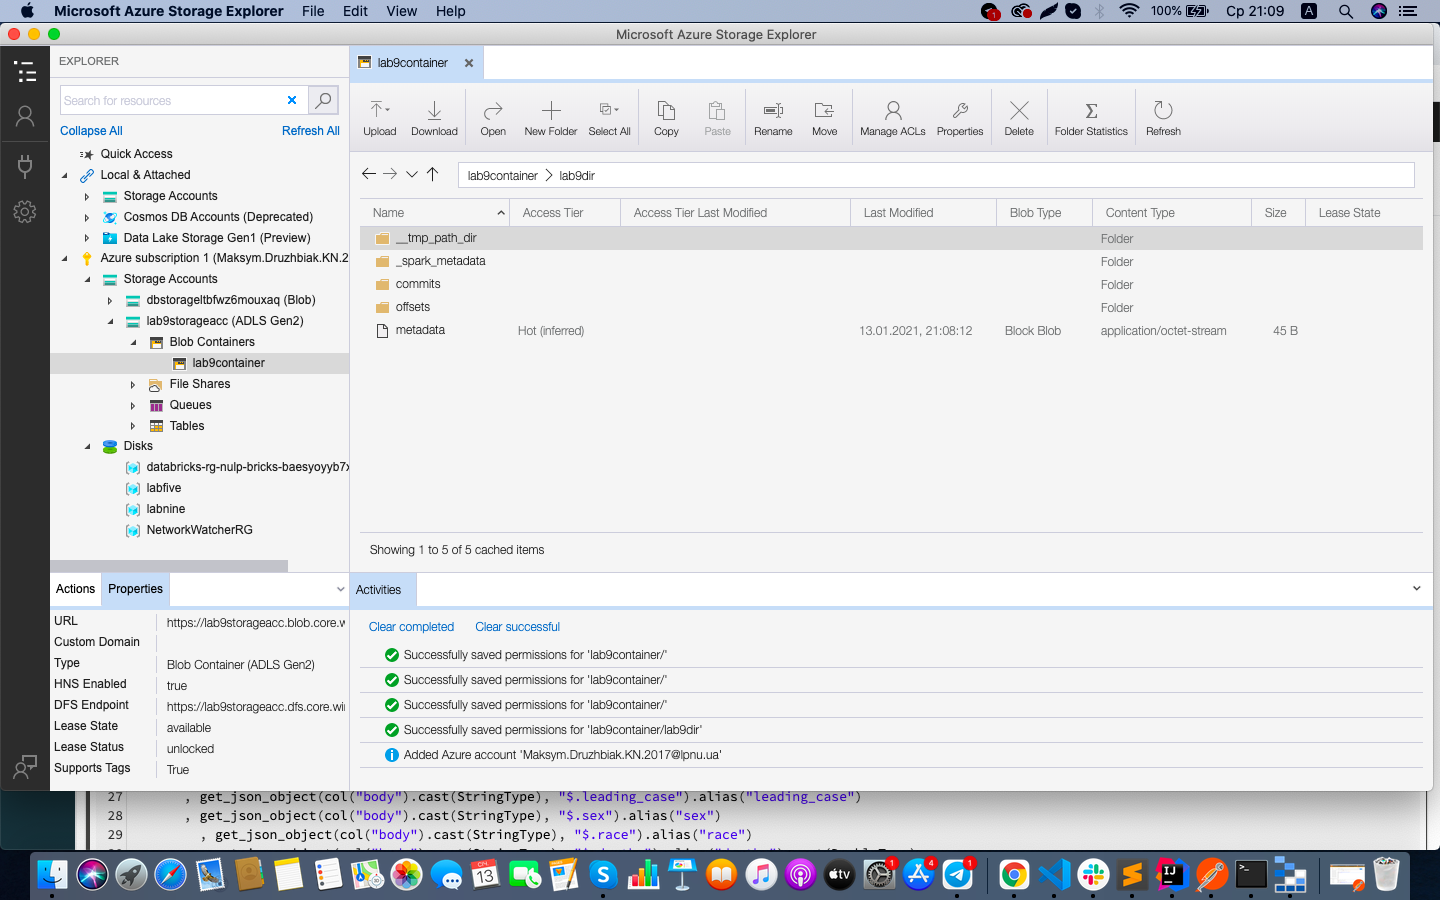 Microsoft Azure Storage Explorer File Edit View Help 1 100% Ср 21:09 A
Microsoft Azure Storage Explorer
EXPLORER
Search for resources
Collapse All Refresh All
Quick Access
Local & Attached
Storage Accounts
Cosmos DB Accounts (Deprecated)
Data Lake Storage Gen1 (Preview)
Azure subscription 1 (Maksym.Druzhbiak.KN.2
Storage Accounts
dbstorageltbfwz6mouxaq (Blob)
lab9storageacc (ADLS Gen2)
Blob Containers
lab9container
File Shares
Queues
Tables
Disks
databricks-rg-nulp-bricks-baesyoyyb7x
labfive
labnine
NetworkWatcherRG
Actions Properties
URL https://lab9storageacc.blob.core.w
Custom Domain
Type Blob Container (ADLS Gen2)
HNS Enabled true
DFS Endpoint https://lab9storageacc.dfs.core.wi
Lease State available
Lease Status unlocked
Supports Tags True
lab9container
Upload Download Open New Folder Select All Copy Paste Rename Move Manage ACLs Properties Delete Folder Statistics Refresh
lab9container lab9dir
Name Access Tier Access Tier Last Modified Last Modified Blob Type Content Type Size Lease State
__tmp_path_dir Folder
_spark_metadata Folder
commits Folder
offsets Folder
metadata Hot (inferred) 13.01.2021, 21:08:12 Block Blob application/octet-stream 45 B
Showing 1 to 5 of 5 cached items
Activities
Clear completed Clear successful
Successfully saved permissions for 'lab9container/'
Successfully saved permissions for 'lab9container/'
Successfully saved permissions for 'lab9container/'
Successfully saved permissions for 'lab9container/lab9dir'
Added Azure account 'Maksym.Druzhbiak.KN.2017@lpnu.ua'
27 , get_json_object(col("body").cast(StringType), "$.leading_case").alias("leading_case")
28 , get_json_object(col("body").cast(StringType), "$.sex").alias("sex")
29 , get_json_object(col("body").cast(StringType), "$.race").alias("race")
13
tv
1
4
1
IJ